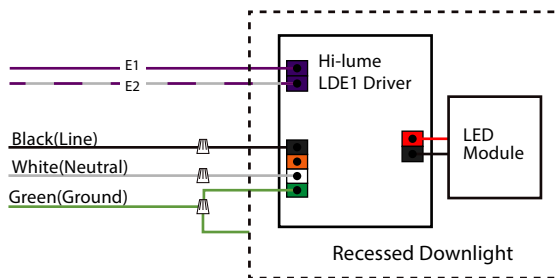 E1
E2
Hi-lume
LDE1 Driver
Black(Line)
White(Neutral)
Green(Ground)
LED
Module
Recessed Downlight